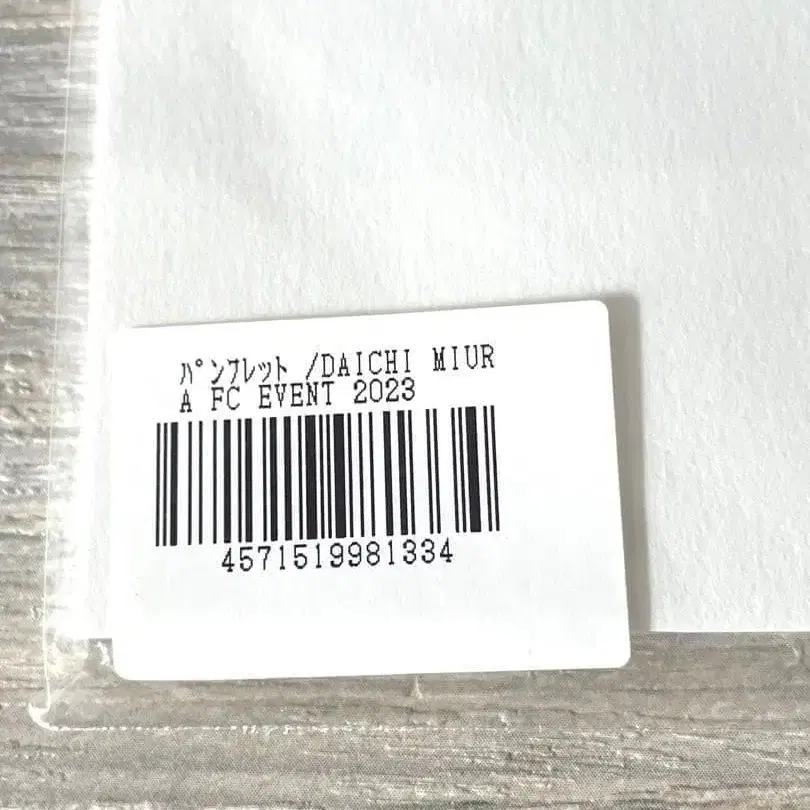 ﾊﾟﾝﾌﾚｯﾄ /DAICHI MIUR
A FC EVENT 2023
4571519981334